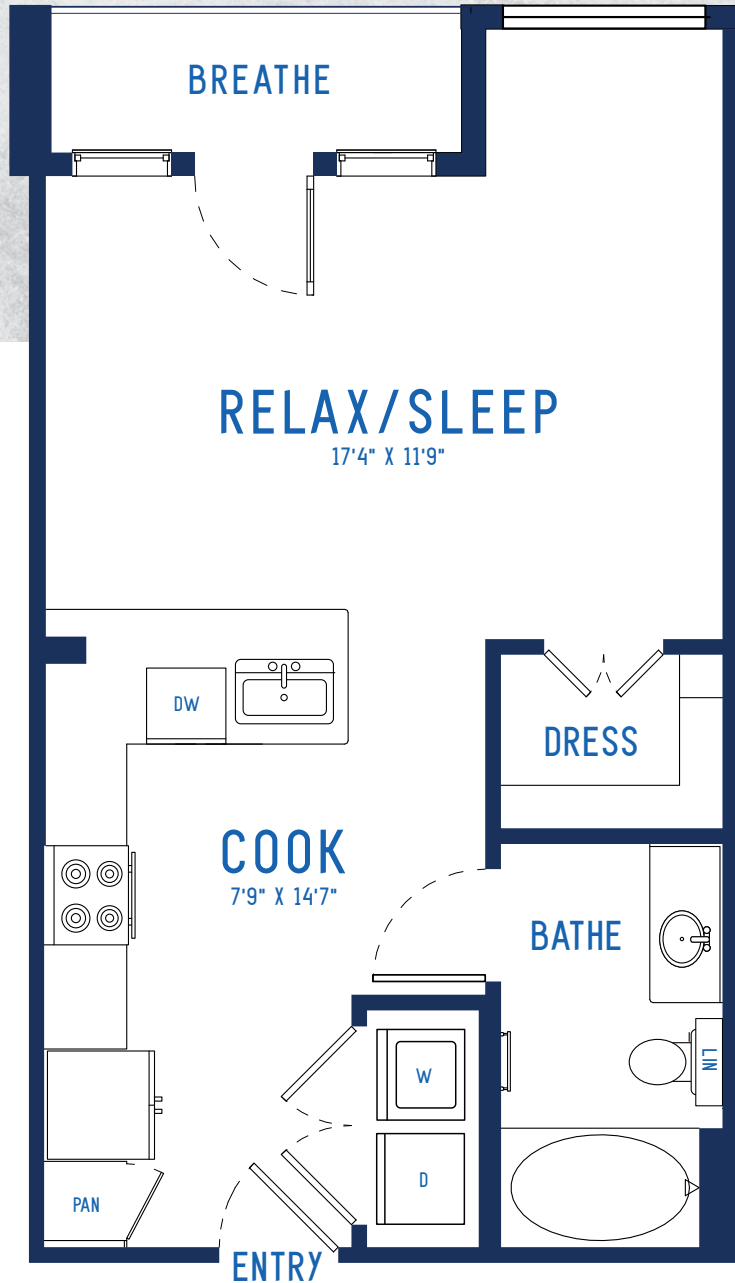 BREATHE
RELAX/SLEEP
17'4" X 11'9"
DW
DRESS
COOK
7'9" X 14'7"
BATHE
LIN
W
D
PAN
ENTRY